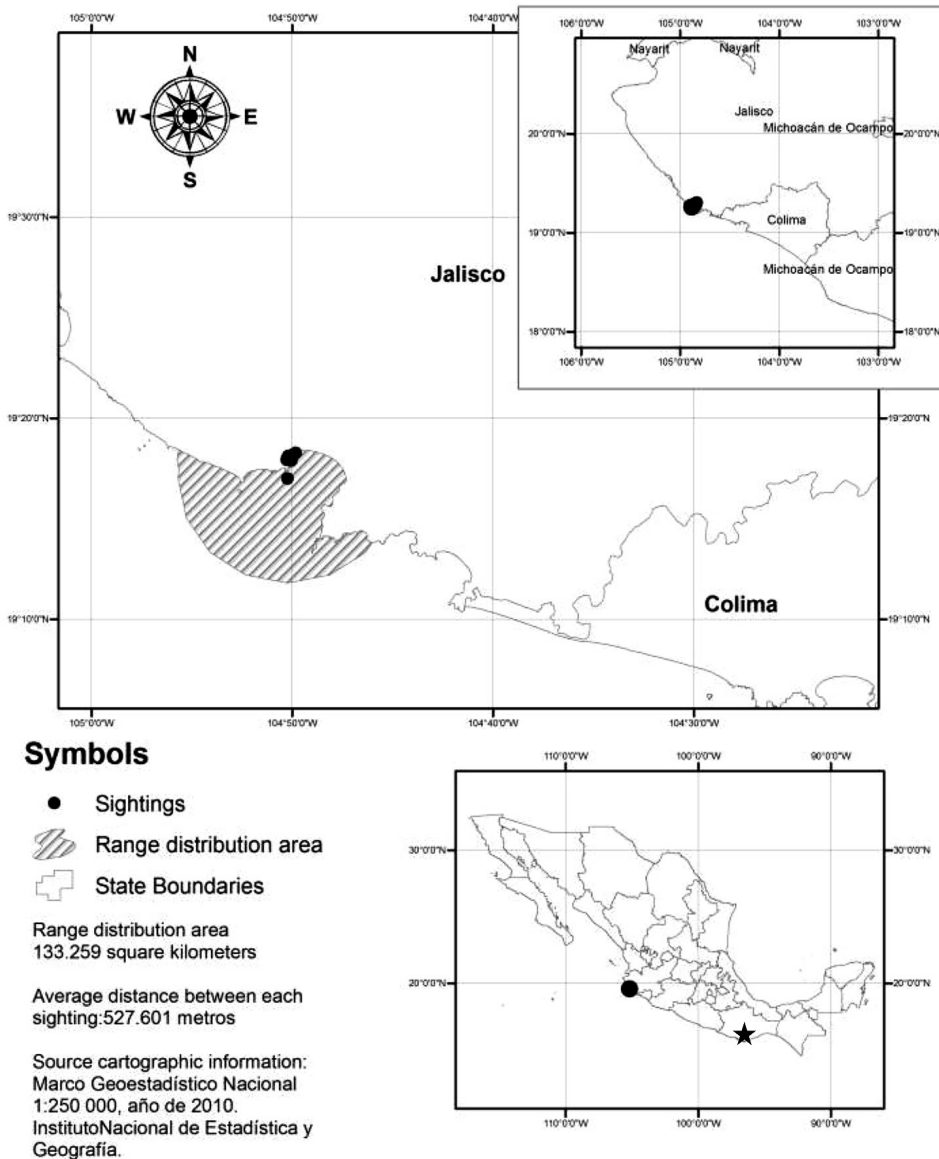 105°0'0"W 104°50'0"W 104°40'0"W
N
W E
S
19°30'0"N
19°20'0"N
19°10'0"N
Jalisco
Colima
19°20'0"N
19°10'0"N
105°0'0"W 104°50'0"W 104°40'0"W 104°30'0"W
106°0'0"W 105°0'0"W 104°0'0"W 103°0'0"W
Nayarit Nayarit
Jalisco
Michoacán de Ocampo
Colima
Michoacán de Ocampo
20°0'0"N 20°0'0"N
19°0'0"N 19°0'0"N
18°0'0"N 18°0'0"N
106°0'0"W 105°0'0"W 104°0'0"W 103°0'0"W
Symbols
Sightings
Range distribution area
State Boundaries
Range distribution area
133.259 square kilometers
Average distance between each
sighting:527.601 metros
Source cartographic information:
Marco Geoestadístico Nacional
1:250 000, año de 2010.
InstitutoNacional de Estadística y
Geografía.
110°0'0"W 100°0'0"W 90°0'0"W
30°0'0"N 30°0'0"N
20°0'0"N 20°0'0"N
110°0'0"W 100°0'0"W 90°0'0"W